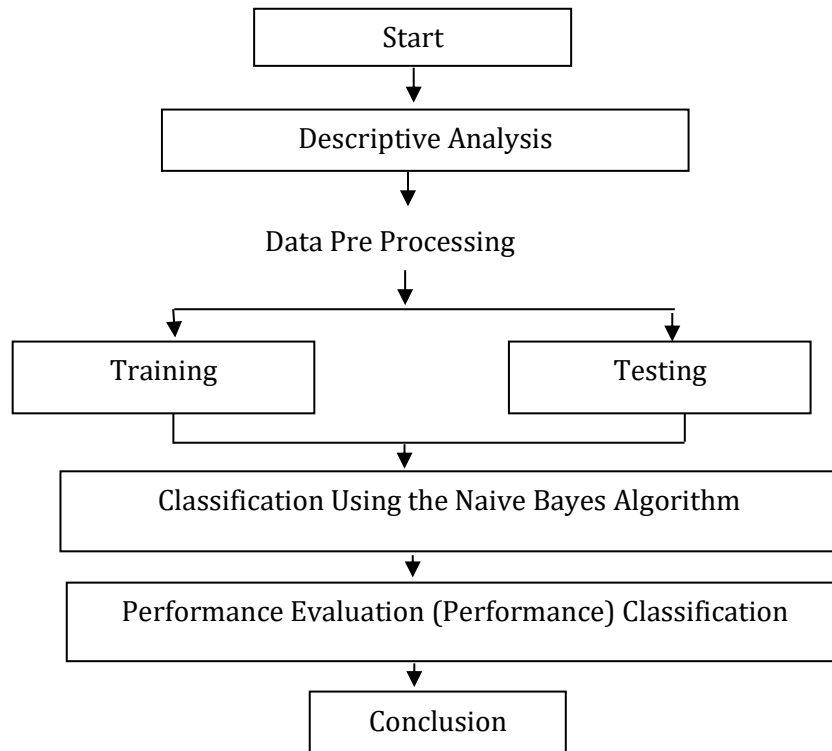 Start
Descriptive Analysis
Data Pre Processing
Training
Testing
Classification Using the Naive Bayes Algorithm
Performance Evaluation (Performance) Classification
Conclusion